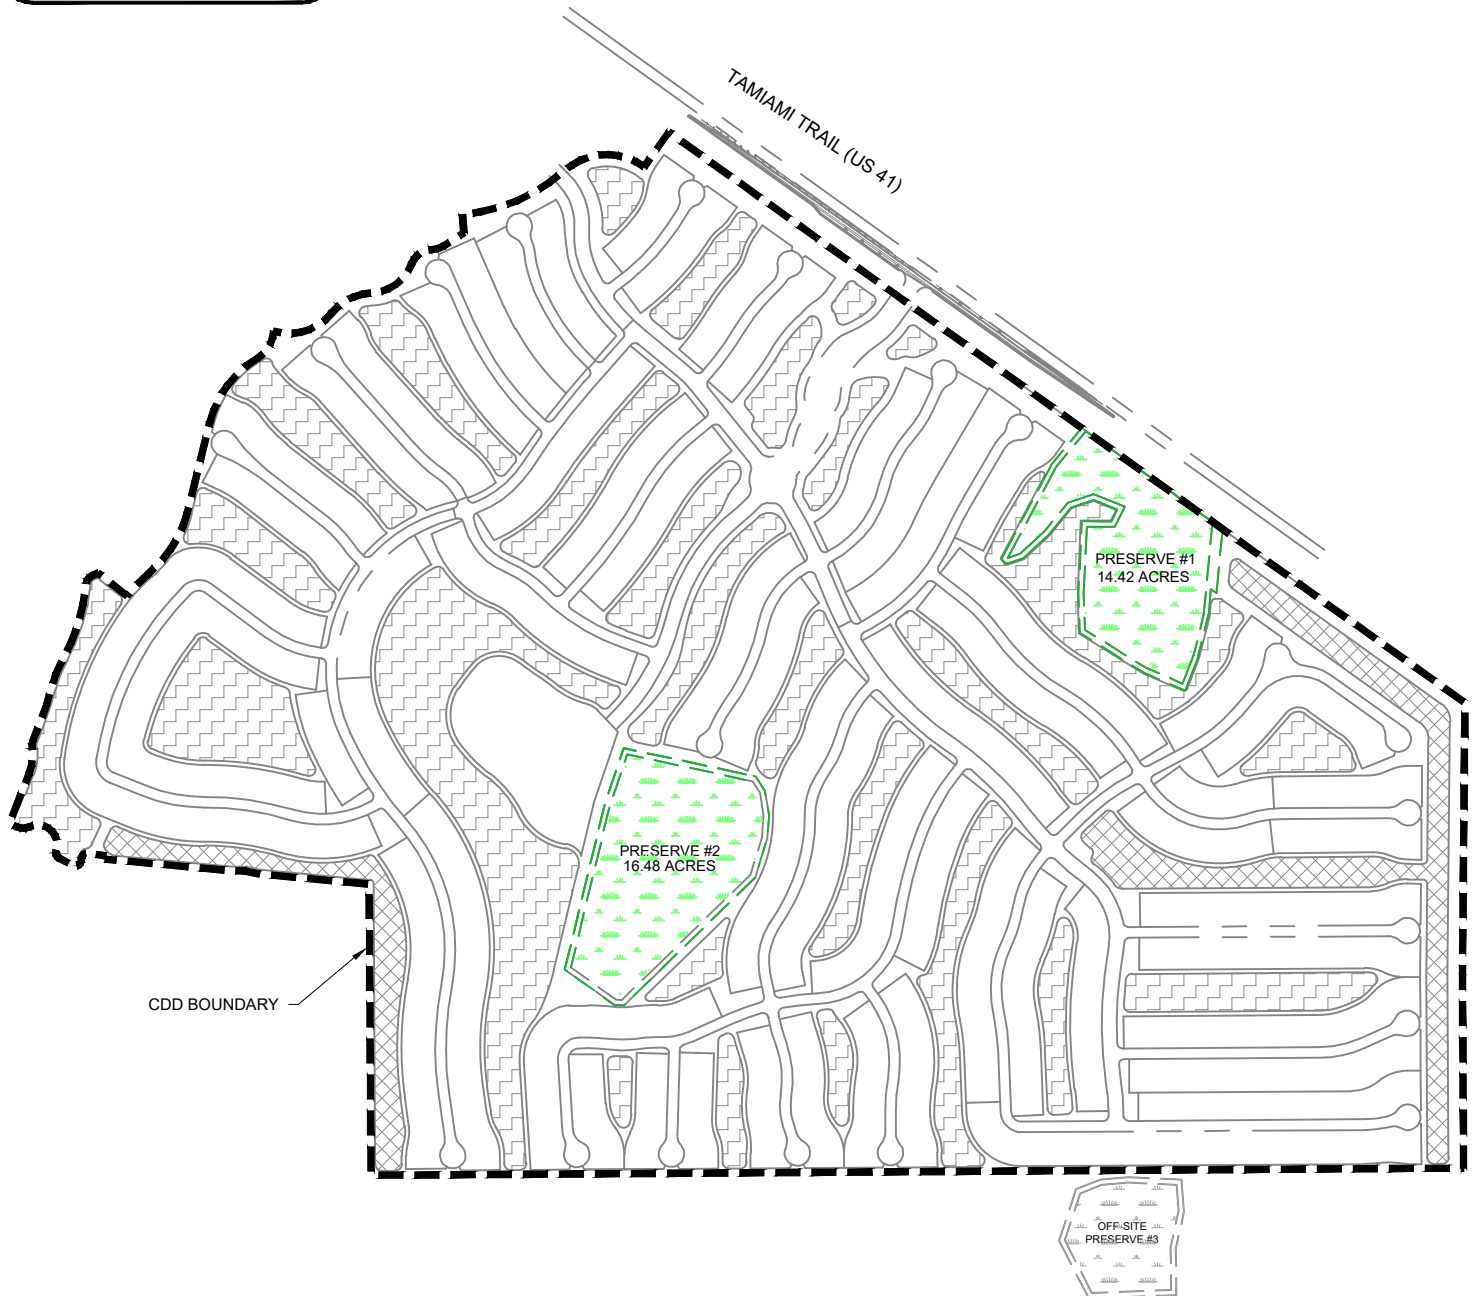 TAMIAMI TRAIL (US 41)
PRESERVE #1
14.42 ACRES
PRESERVE #2
16.48 ACRES
CDD BOUNDARY
OFF-SITE
PRESERVE #3